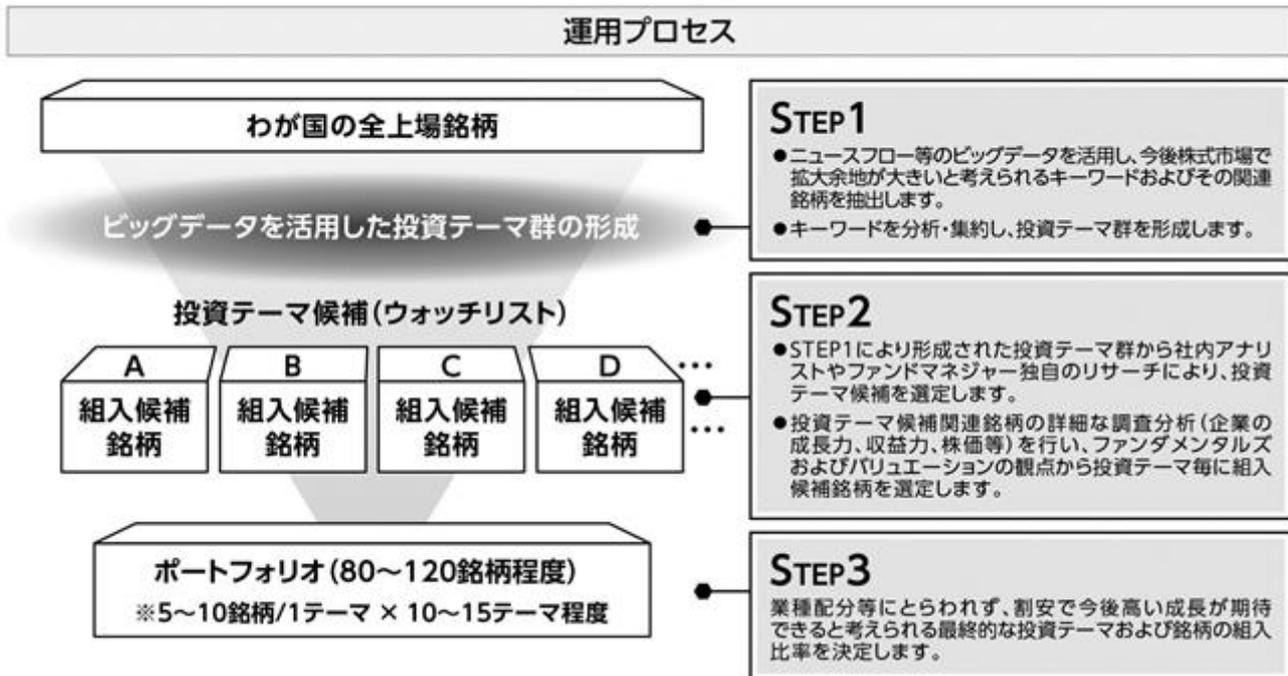 運用プロセス
わが国の全上場銘柄
ビッグデータを活用した投資テーマ群の形成
投資テーマ候補(ウォッチリスト)
A B C D …
組入候補 組入候補 組入候補 組入候補
銘柄 銘柄 銘柄 銘柄 …
ポートフォリオ(80〜120銘柄程度)
※5〜10銘柄/1テーマ × 10〜15テーマ程度
STEP1
●ニュースフロー等のビッグデータを活用し、今後株式市場で
拡大余地が大きいと考えられるキーワードおよびその関連
銘柄を抽出します。
●キーワードを分析・集約し、投資テーマ群を形成します。
STEP2
●STEP1により形成された投資テーマ群から社内アナリ
ストやファンドマネジャー独自のリサーチにより、投資
テーマ候補を選定します。
●投資テーマ候補関連銘柄の詳細な調査分析(企業の
成長力、収益力、株価等)を行い、ファンダメンタルズ
およびバリュエーションの観点から投資テーマ毎に組入
候補銘柄を選定します。
STEP3
業種配分等にとらわれず、割安で今後高い成長が期待
できると考えられる最終的な投資テーマおよび銘柄の組入
比率を決定します。